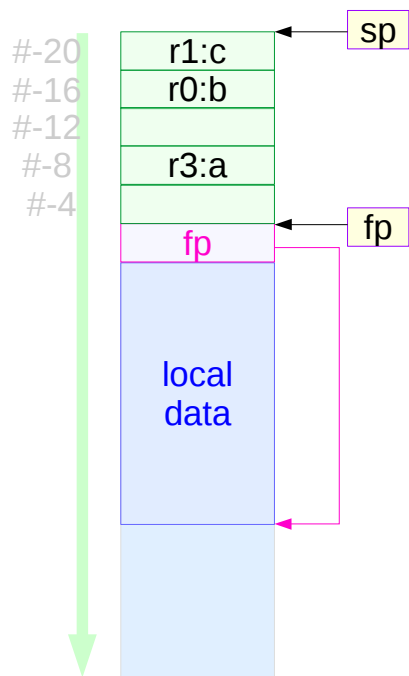 sp
#-20 r1:c
#-16 r0:b
#-12
#-8 r3:a
#-4
fp
fp
local
data